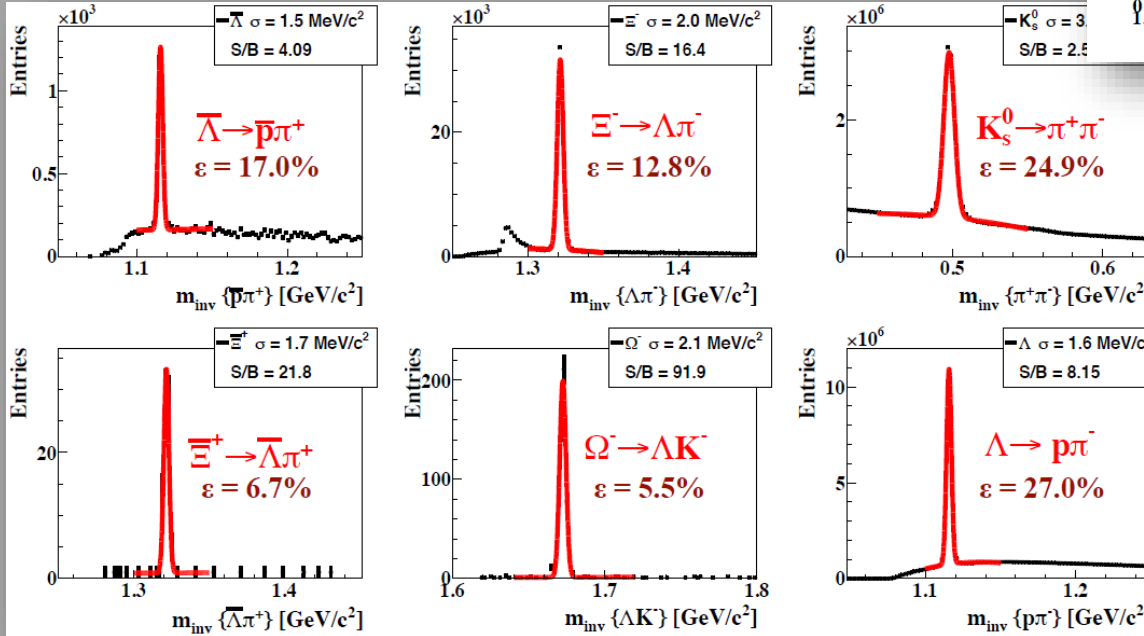 ×10³
Λ̅ σ = 1.5 MeV/c²
S/B = 4.09
Entries
1
0.5
0
Λ̅→p̅π⁺
ε = 17.0%
1.1 1.2
m_inv {p̅π⁺} [GeV/c²]
×10³
Ξ⁻ σ = 2.0 MeV/c²
S/B = 16.4
Entries
20
0
Ξ⁻→Λπ⁻
ε = 12.8%
1.3 1.4
m_inv {Λπ⁻} [GeV/c²]
×10⁶
K⁰ₛ σ = 3.
S/B = 2.5
Entries
2
0
K⁰ₛ→π⁺π⁻
ε = 24.9%
0.5 0.6
m_inv {π⁺π⁻} [GeV/c²]
0
Ξ̅⁺ σ = 1.7 MeV/c²
S/B = 21.8
Entries
20
0
Ξ̅⁺→Λ̅π⁺
ε = 6.7%
1.3 1.4
m_inv {Λ̅π⁺} [GeV/c²]
Ω⁻ σ = 2.1 MeV/c²
S/B = 91.9
Entries
200
100
0
Ω⁻→ΛK⁻
ε = 5.5%
1.6 1.7 1.8
m_inv {ΛK⁻} [GeV/c²]
×10⁶
Λ σ = 1.6 MeV/c
S/B = 8.15
Entries
10
5
0
Λ→pπ⁻
ε = 27.0%
1.1 1.2
m_inv {pπ⁻} [GeV/c²]